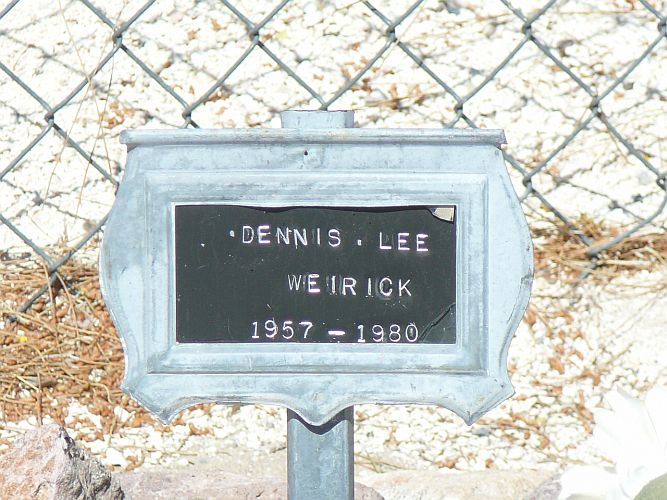 DENNIS . LEE
WEIRICK
1957 - 1980